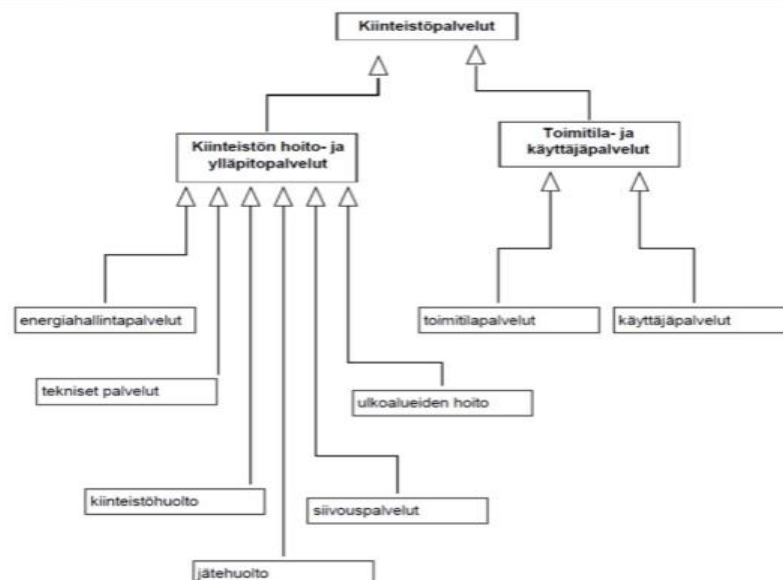 Kiinteistöpalvelut
Kiinteistön hoito- ja
ylläpitopalvelut
Toimitila- ja
käyttäjäpalvelut
energiahallintapalvelut
toimitilapalvelut
käyttäjäpalvelut
tekniset palvelut
ulkoalueiden hoito
kiinteistöhuolto
siivouspalvelut
jätehuolto